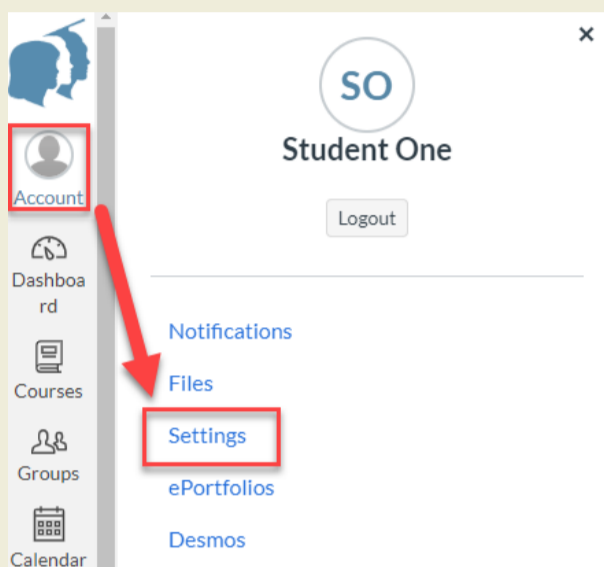 Account
Dashboa
rd
Courses
Groups
Calendar
×
SO
Student One
Logout
Notifications
Files
Settings
ePortfolios
Desmos